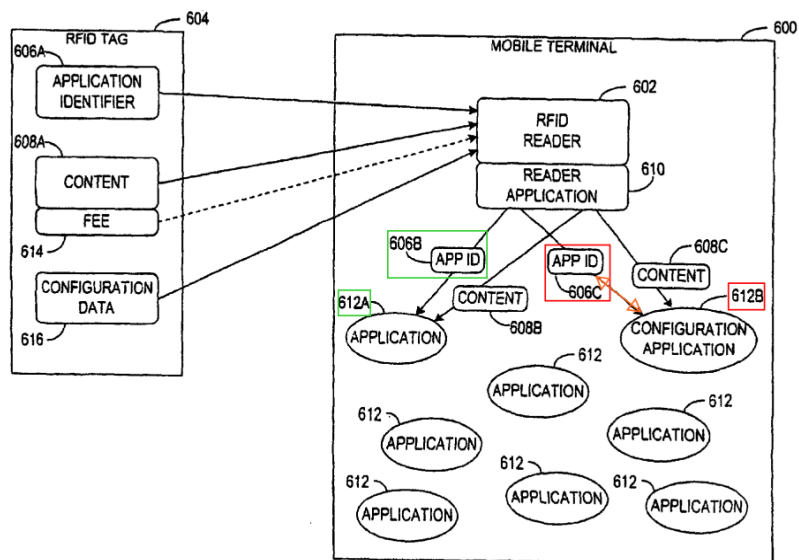 604
RFID TAG
606A
APPLICATION
IDENTIFIER
608A
CONTENT
FEE
614
CONFIGURATION
DATA
616
600
MOBILE TERMINAL
602
RFID
READER
READER
APPLICATION
610
606B
APP ID
APP ID
606C
608C
CONTENT
612A
APPLICATION
CONTENT
608B
612B
CONFIGURATION
APPLICATION
612
APPLICATION
612
APPLICATION
612
APPLICATION
612
APPLICATION
612
APPLICATION
612
APPLICATION